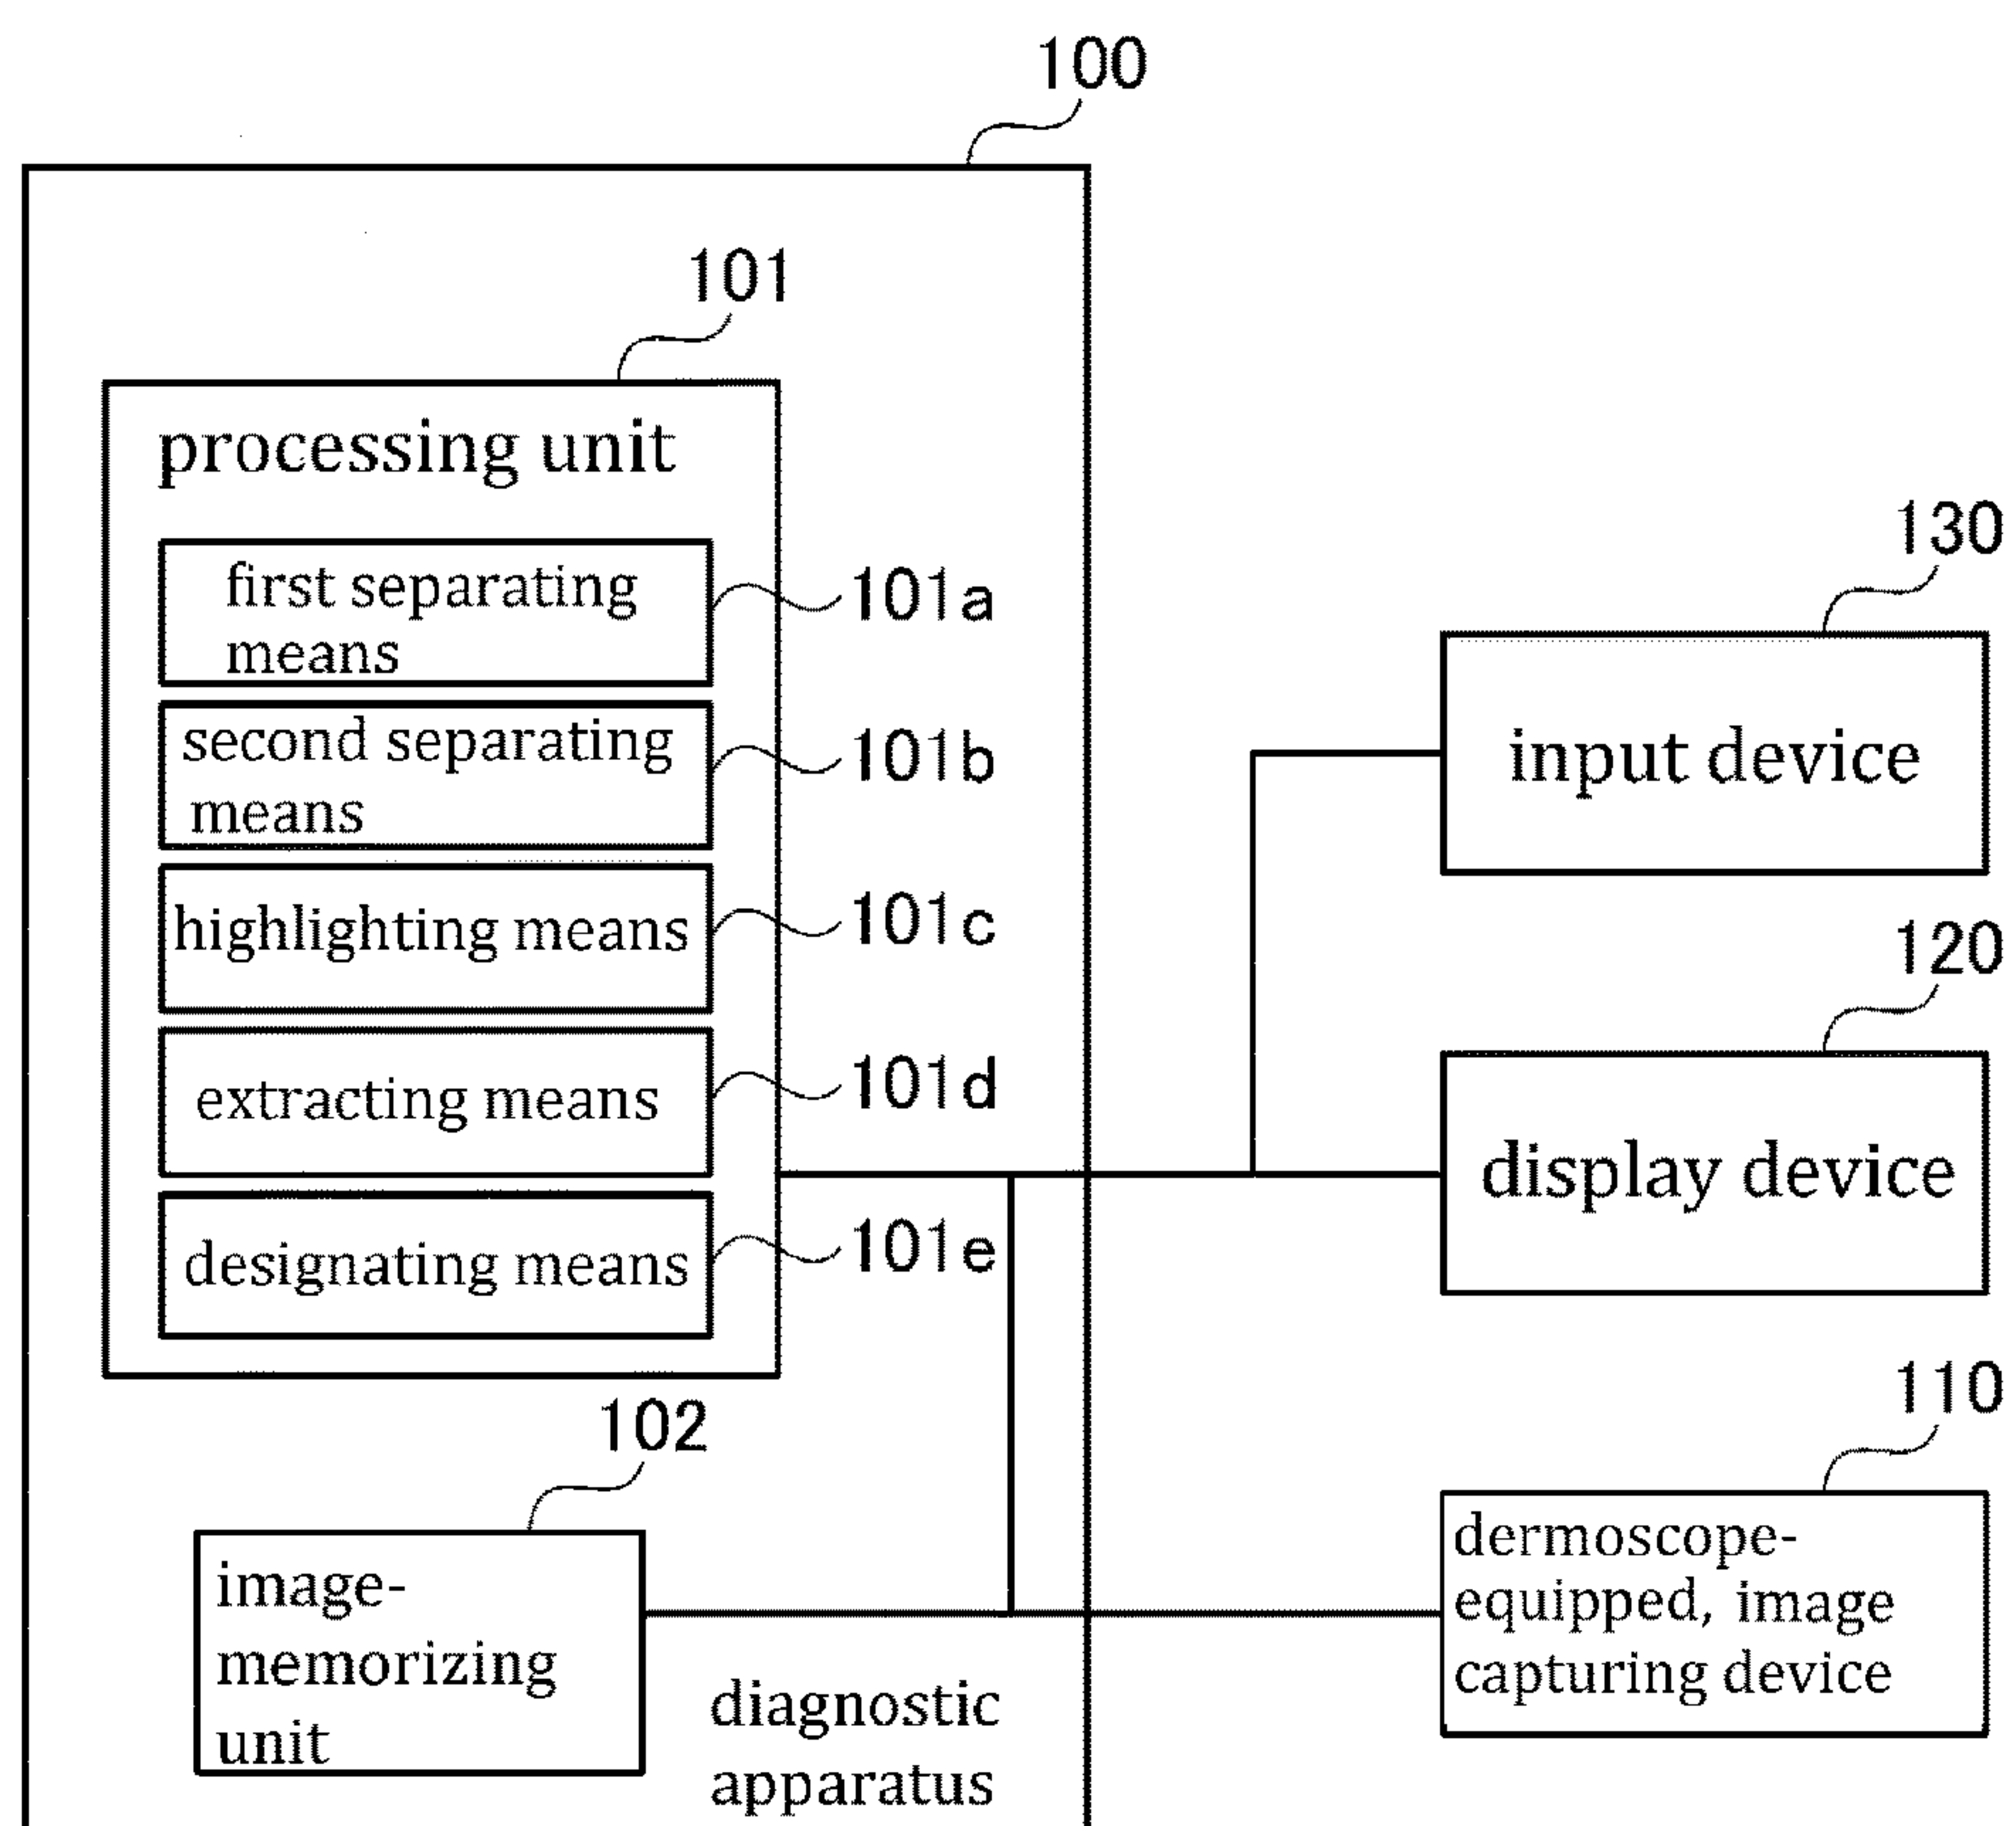 100
101
processing unit
first separating
means
101a
second separating
means
101b
highlighting means
101c
extracting means
101d
designating means
101e
102
image-
memorizing
unit
diagnostic
apparatus
130
input device
120
display device
110
dermoscope-
equipped, image
capturing device